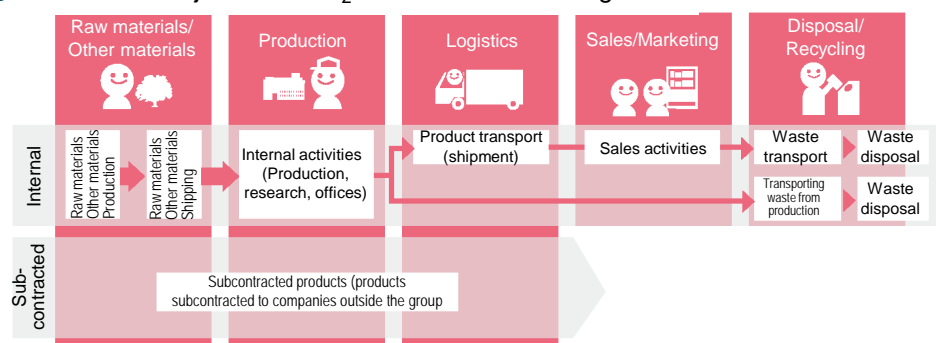 Raw materials/
Other materials
Production
Logistics
Sales/Marketing
Disposal/
Recycling
Internal
Raw materials
Other materials
Production
Raw materials
Other materials
Shipping
Internal activities
(Production,
research, offices)
Product transport
(shipment)
Sales activities
Waste
transport
Waste
disposal
Transporting
waste from
production
Waste
disposal
Sub-
contracted
Subcontracted products (products
subcontracted to companies outside the group